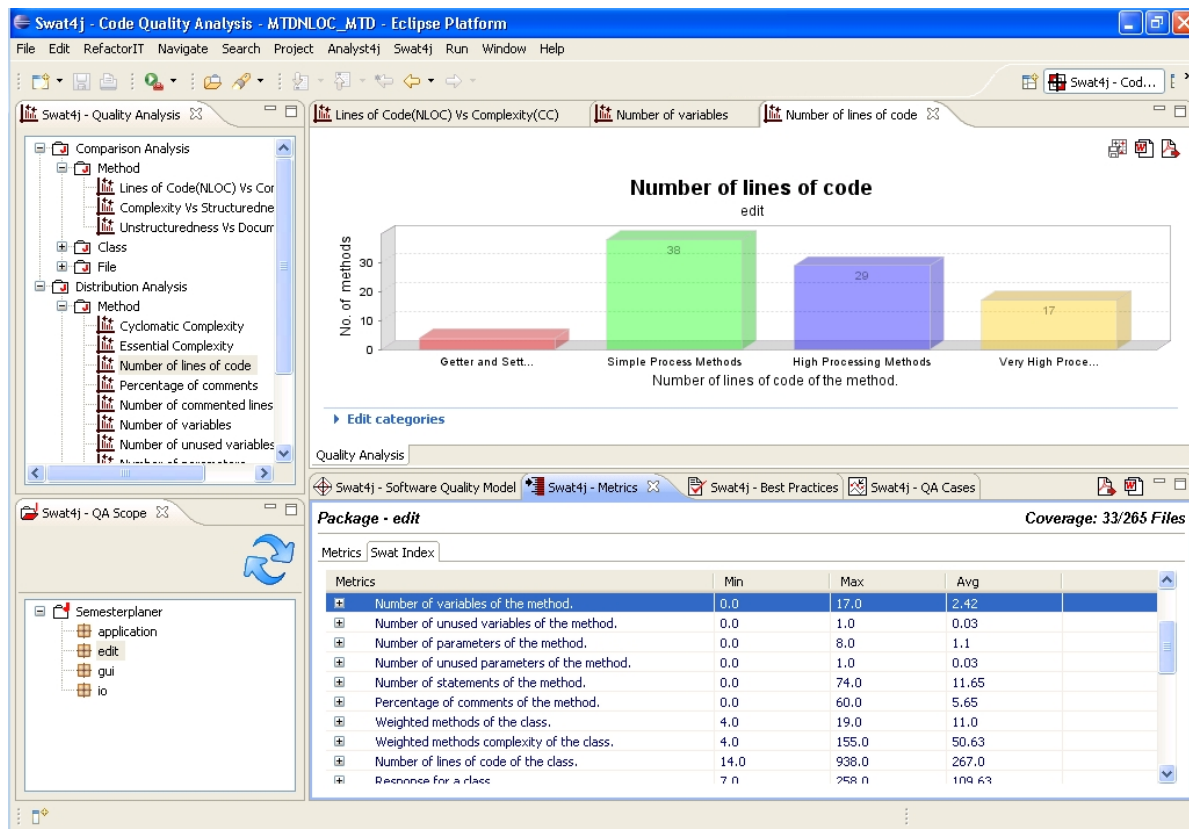 Swat4j - Code Quality Analysis - MTDNLOC_MTD - Eclipse Platform
File Edit RefactorIT Navigate Search Project Analyst4j Swat4j Run Window Help
Swat4j - Cod...
Swat4j - Quality Analysis
Comparison Analysis
Method
Lines of Code(NLOC) Vs Cor
Complexity Vs Structuredne
Unstructuredness Vs Docum
Class
File
Distribution Analysis
Method
Cyclomatic Complexity
Essential Complexity
Number of lines of code
Percentage of comments
Number of commented lines
Number of variables
Number of unused variables
Number of parameters
Lines of Code(NLOC) Vs Complexity(CC) Number of variables Number of lines of code
Number of lines of code
edit
No. of methods
30
20
10
0
38
29
17
Getter and Sett... Simple Process Methods High Processing Methods Very High Proce...
Number of lines of code of the method.
Edit categories
Quality Analysis
Swat4j - QA Scope
Semesterplaner
application
edit
gui
io
Swat4j - Software Quality Model Swat4j - Metrics Swat4j - Best Practices Swat4j - QA Cases
Package - edit Coverage: 33/265 Files
Metrics Swat Index
Metrics Min Max Avg
Number of variables of the method. 0.0 17.0 2.42
Number of unused variables of the method. 0.0 1.0 0.03
Number of parameters of the method. 0.0 8.0 1.1
Number of unused parameters of the method. 0.0 1.0 0.03
Number of statements of the method. 0.0 74.0 11.65
Percentage of comments of the method. 0.0 60.0 5.65
Weighted methods of the class. 4.0 19.0 11.0
Weighted methods complexity of the class. 4.0 155.0 50.63
Number of lines of code of the class. 14.0 938.0 267.0
Response for a class 7.0 258.0 109.63